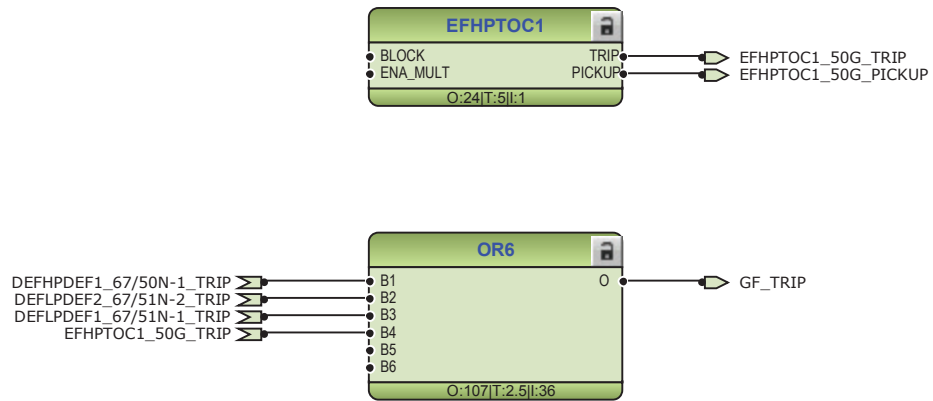 EFHPTOC1
BLOCK TRIP EFHPTOC1_50G_TRIP
ENA_MULT PICKUP EFHPTOC1_50G_PICKUP
O:24|T:5|I:1
OR6
DEFHPDEF1_67/50N-1_TRIP B1 O GF_TRIP
DEFLPDEF2_67/51N-2_TRIP B2
DEFLPDEF1_67/51N-1_TRIP B3
EFHPTOC1_50G_TRIP B4
B5
B6
O:107|T:2.5|I:36